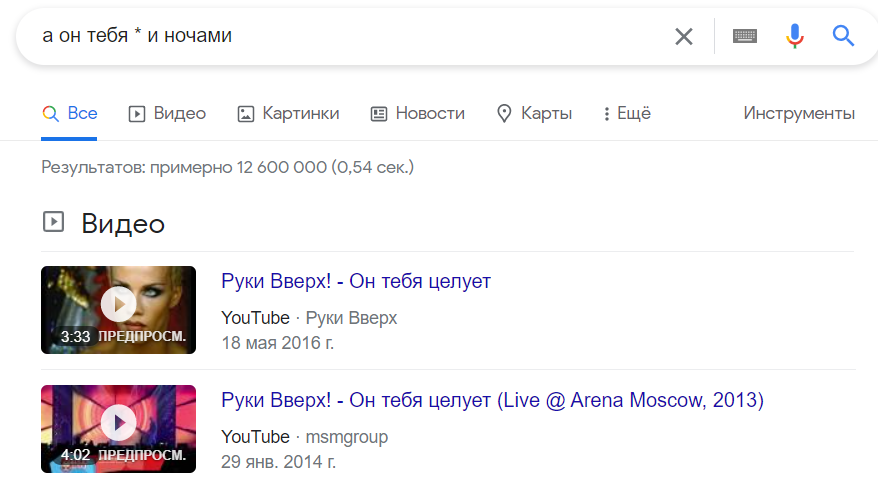 а он тебя * и ночами
Все Видео Картинки Новости Карты Ещё Инструменты
Результатов: примерно 12 600 000 (0,54 сек.)
Видео
Руки Вверх! - Он тебя целует
YouTube · Руки Вверх
18 мая 2016 г.
3:33 ПРЕДПРОСМ.
Руки Вверх! - Он тебя целует (Live @ Arena Moscow, 2013)
YouTube · msmgroup
29 янв. 2014 г.
4:02 ПРЕДПРОСМ.